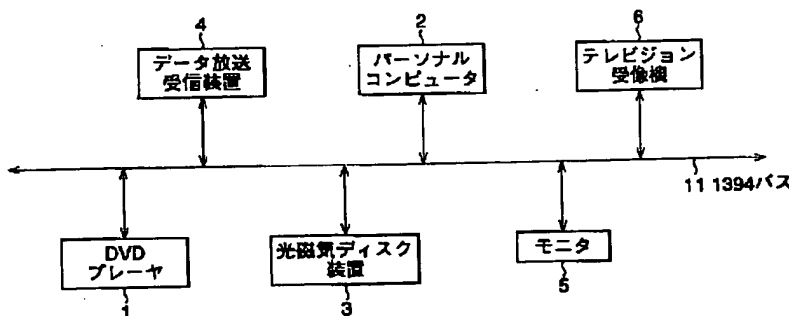 4
データ放送
受信装置
2
パーソナル
コンピュータ
6
テレビジョン
受像機
11 1394バス
DVD
プレーヤ
1
光磁気ディスク
装置
3
モニタ
5